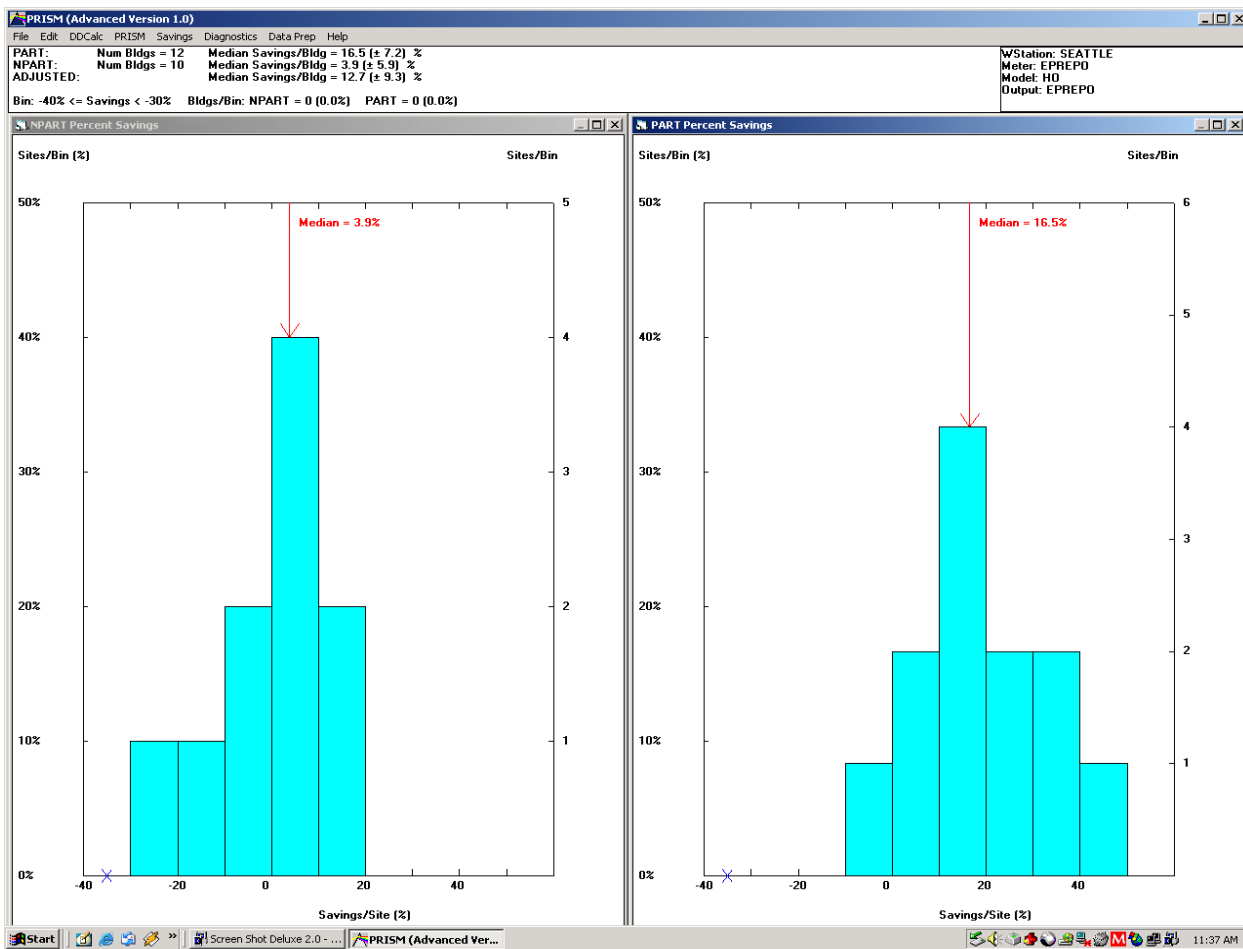 PRISM (Advanced Version 1.0)
File Edit DDCalc PRISM Savings Diagnostics Data Prep Help
PART: Num Bldgs = 12 Median Savings/Bldg = 16.5 (± 7.2) %
NPART: Num Bldgs = 10 Median Savings/Bldg = 3.9 (± 5.9) %
ADJUSTED: Median Savings/Bldg = 12.7 (± 9.3) %
Bin: -40% <= Savings < -30% Bldgs/Bin: NPART = 0 (0.0%) PART = 0 (0.0%)
WStation: SEATTLE
Meter: EPREPO
Model: HO
Output: EPREPO
NPART Percent Savings
Sites/Bin (%) Sites/Bin
50% 5
Median = 3.9%
40% 4
30% 3
20% 2
10% 1
0%
-40 -20 0 20 40
Savings/Site (%)
PART Percent Savings
Sites/Bin (%) Sites/Bin
50% 6
Median = 16.5%
5
40%
4
30%
3
20%
2
10%
1
0%
-40 -20 0 20 40
Savings/Site (%)
Start » Screen Shot Deluxe 2.0 - ... PRISM (Advanced Ver... M 11:37 AM